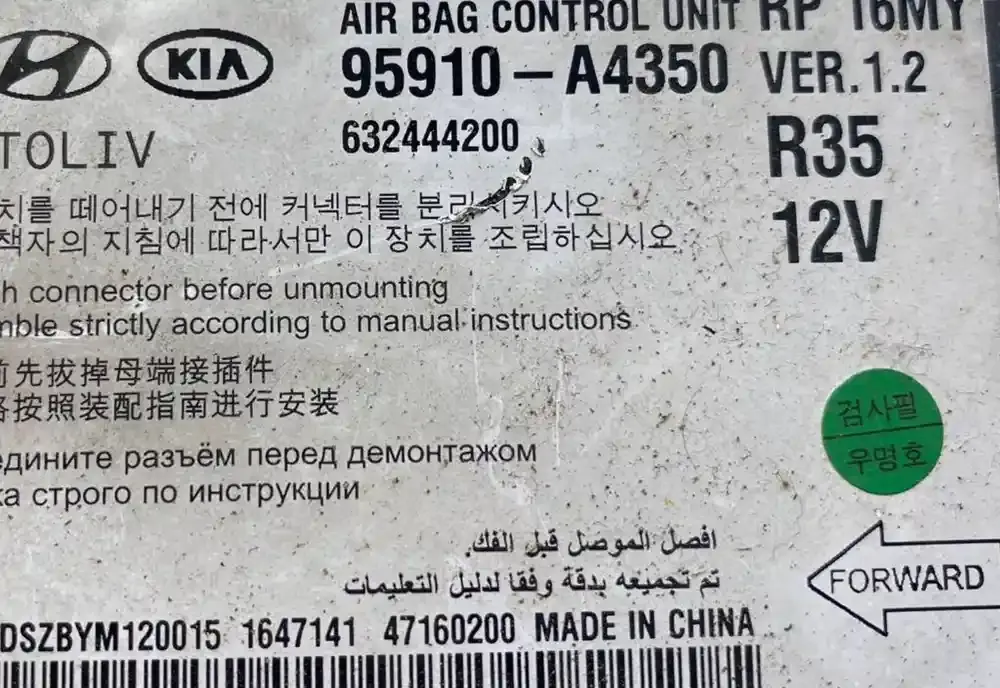 AIR BAG CONTROL UNIT RP 16MY
KIA
95910-A4350 VER.1.2
TOLIV
632444200
R35
12V
치를 떼어내기 전에 커넥터를 분리시키시오
책자의 지침에 따라서만 이 장치를 조립하십시오
h connector before unmounting
mble strictly according to manual instructions
前先拔掉母端接插件
格按照装配指南进行安装
едините разъём перед демонтажом
ка строго по инструкции
검사필
우명호
افصل الموصل قبل الفك.
تم تجميعه بدقة وفقا لدليل التعليمات
FORWARD
DSZBYM120015 1647141 47160200 MADE IN CHINA